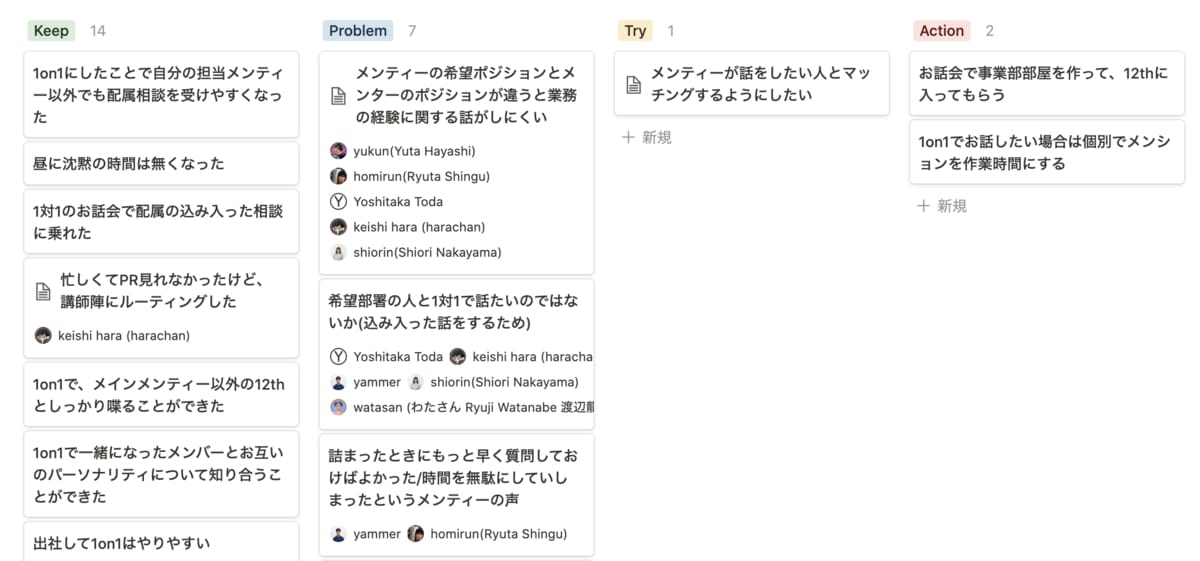 Keep 14
1on1にしたことで自分の担当メンティ
ー以外でも配属相談を受けやすくなっ
た
昼に沈黙の時間は無くなった
1対1のお話会で配属の込み入った相談
に乗れた
忙しくてPR見れなかったけど、
講師陣にルーティングした
keishi hara (harachan)
1on1で、メインメンティー以外の12th
としっかり喋ることができた
1on1で一緒になったメンバーとお互い
のパーソナリティについて知り合うこ
とができた
出社して1on1はやりやすい
Problem 7
メンティーの希望ポジションとメ
ンターのポジションが違うと業務
の経験に関する話がしにくい
yukun(Yuta Hayashi)
homirun(Ryuta Shingu)
Yoshitaka Toda
keishi hara (harachan)
shiorin(Shiori Nakayama)
希望部署の人と1対1で話たいのではな
いか(込み入った話をするため)
Yoshitaka Toda keishi hara (haracha
yammer shiorin(Shiori Nakayama)
watasan (わたさん Ryuji Watanabe 渡辺龍
詰まったときにもっと早く質問してお
けばよかった/時間を無駄にしていし
まったというメンティーの声
yammer homirun(Ryuta Shingu)
Try 1
メンティーが話をしたい人とマッ
チングするようにしたい
+ 新規
Action 2
お話会で事業部部屋を作って、12thに
入ってもらう
1on1でお話したい場合は個別でメンシ
ョンを作業時間にする
+ 新規